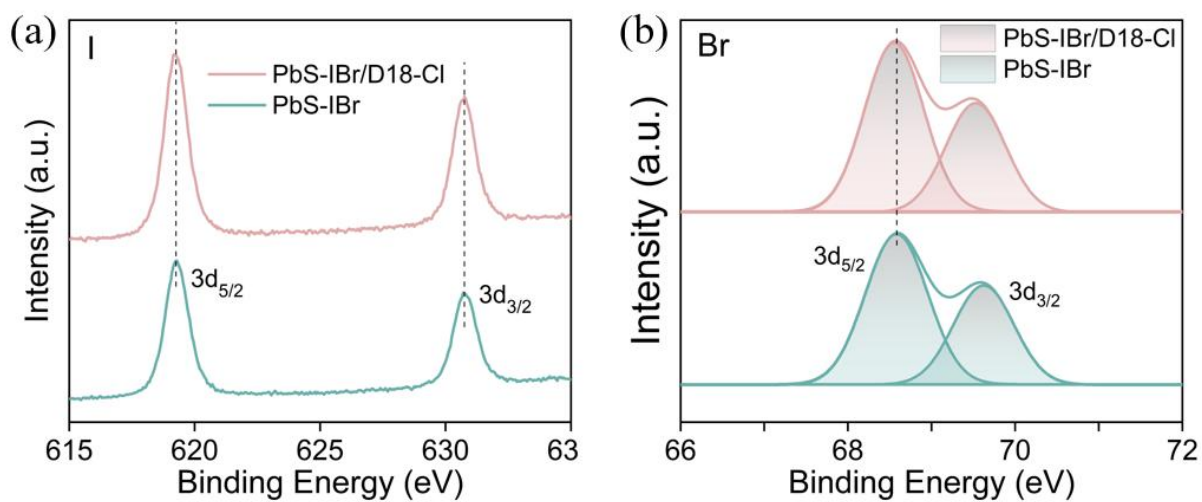 (a)
I
PbS-IBr/D18-Cl
PbS-IBr
3d5/2
3d3/2
Intensity (a.u.)
615 620 625 630 63
Binding Energy (eV)
(b)
Br
PbS-IBr/D18-Cl
PbS-IBr
3d5/2
3d3/2
Intensity (a.u.)
66 68 70 72
Binding Energy (eV)